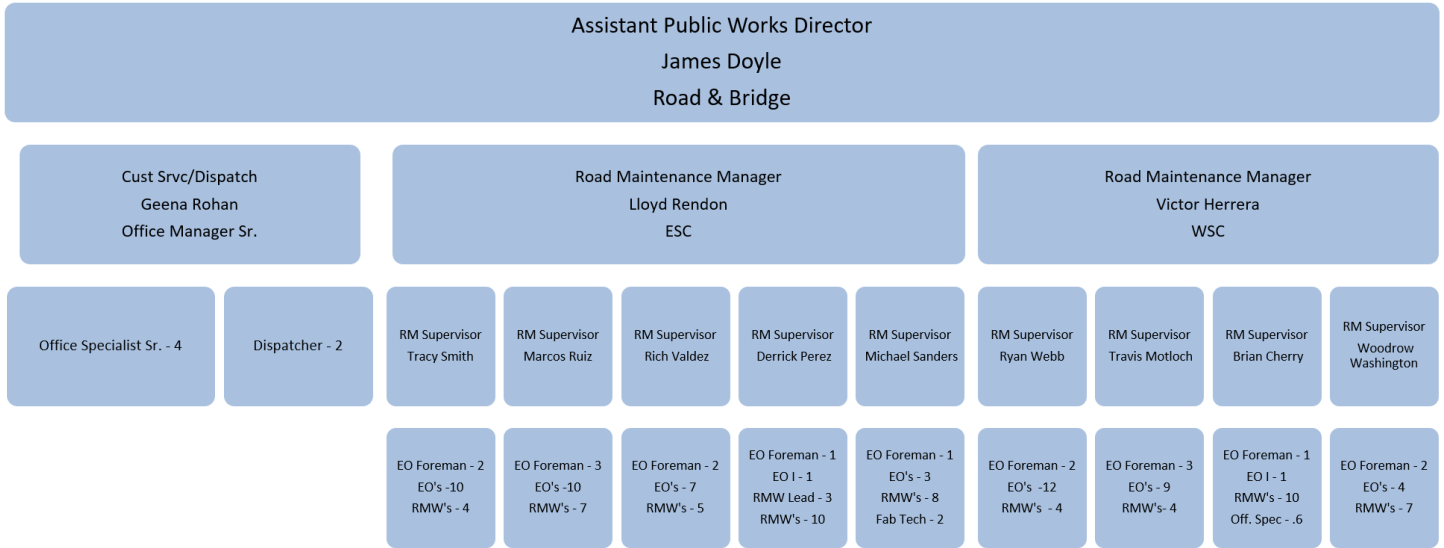 Assistant Public Works Director
James Doyle
Road & Bridge
Cust Srvc/Dispatch
Geena Rohan
Office Manager Sr.
Road Maintenance Manager
Lloyd Rendon
ESC
Road Maintenance Manager
Victor Herrera
WSC
Office Specialist Sr. - 4
Dispatcher - 2
RM Supervisor
Tracy Smith
RM Supervisor
Marcos Ruiz
RM Supervisor
Rich Valdez
RM Supervisor
Derrick Perez
RM Supervisor
Michael Sanders
RM Supervisor
Ryan Webb
RM Supervisor
Travis Motloch
RM Supervisor
Brian Cherry
RM Supervisor
Woodrow
Washington
EO Foreman - 2
EO's -10
RMW's - 4
EO Foreman - 3
EO's -10
RMW's - 7
EO Foreman - 2
EO's - 7
RMW's - 5
EO Foreman - 1
EO I - 1
RMW Lead - 3
RMW's - 10
EO Foreman - 1
EO's - 3
RMW's - 8
Fab Tech - 2
EO Foreman - 2
EO's -12
RMW's - 4
EO Foreman - 3
EO's - 9
RMW's- 4
EO Foreman - 1
EO I - 1
RMW's - 10
Off. Spec - .6
EO Foreman - 2
EO's - 4
RMW's - 7